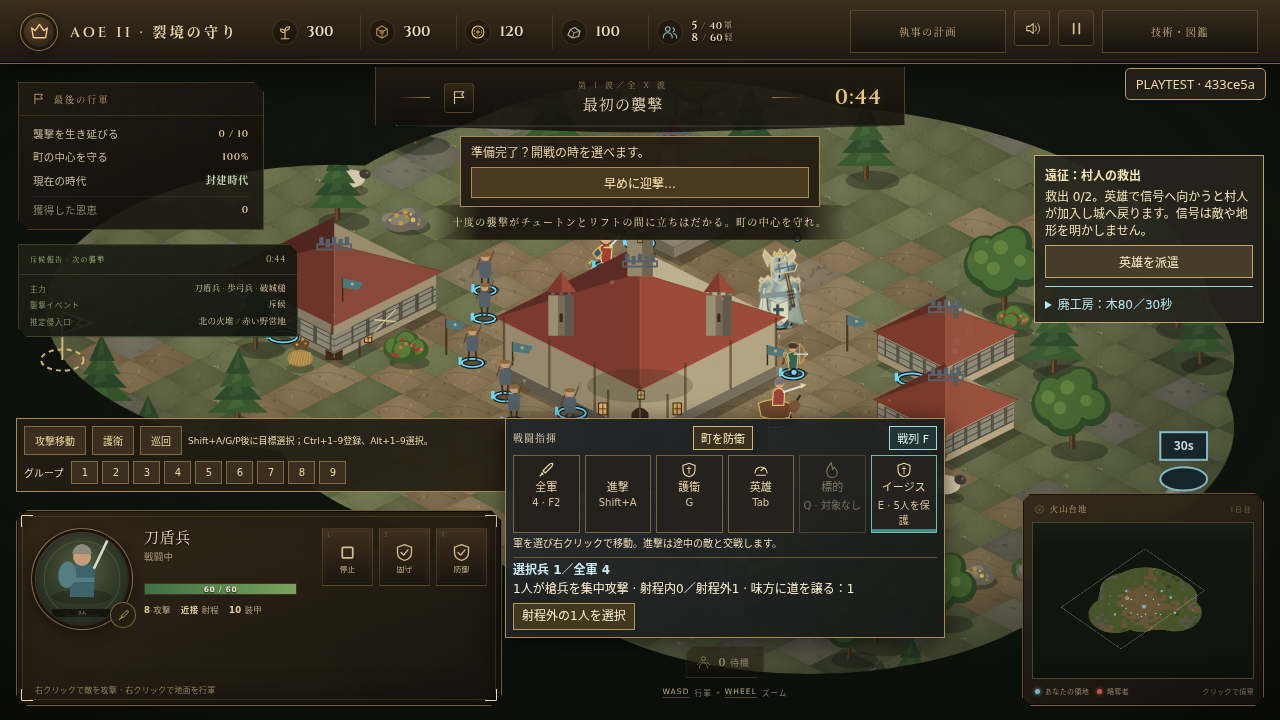 AOE II · 裂境の守り
300
300
120
100
5 / 40 軍
8 / 60 経
執事の計画
技術・図鑑
PLAYTEST · 433ce5a
最後の行軍
襲撃を生き延びる 0 / 10
町の中心を守る 100%
現在の時代 封建時代
獲得した恩恵 0
第 I 波／全 X 波
最初の襲撃
0:44
準備完了？開戦の時を選べます。
早めに迎撃…
十度の襲撃がチュートンとリフトの間に立ちはだかる。町の中心を守れ。
遠征：村人の救出
救出 0/2。英雄で信号へ向かうと村人が加入し城へ戻ります。信号は敵や地形を明かしません。
英雄を派遣
▶ 廃工房：木80／30秒
斥候報告 · 次の襲撃 0:44
主力 刀盾兵 · 歩弓兵 · 破城槌
襲撃イベント 斥候
推定侵入口 北の火堆 / 赤い野営地
攻撃移動 護衛 巡回 Shift+A/G/P後に目標選択；Ctrl+1–9登録、Alt+1–9選択。
グループ 1 2 3 4 5 6 7 8 9
戦闘指揮 町を防衛 戦列 F
全軍 4 · F2
進撃 Shift+A
護衛 G
英雄 Tab
標的 Q · 対象なし
イージス E · 5人を保護
軍を選び右クリックで移動。進撃は途中の敵と交戦します。
選択兵 1／全軍 4
1人が槍兵を集中攻撃 · 射程内0／射程外1 · 味方に道を譲る：1
射程外の1人を選択
刀盾兵
戦闘中
60 / 60
8 攻撃 近接 射程 10 装甲
1 停止
2 固守
3 防御
右クリックで敵を攻撃 · 右クリックで地面を行軍
30s
火山台地 1日目
あなたの領地 略奪者 クリックで偵察
0 待機
WASD 行軍 · WHEEL ズーム